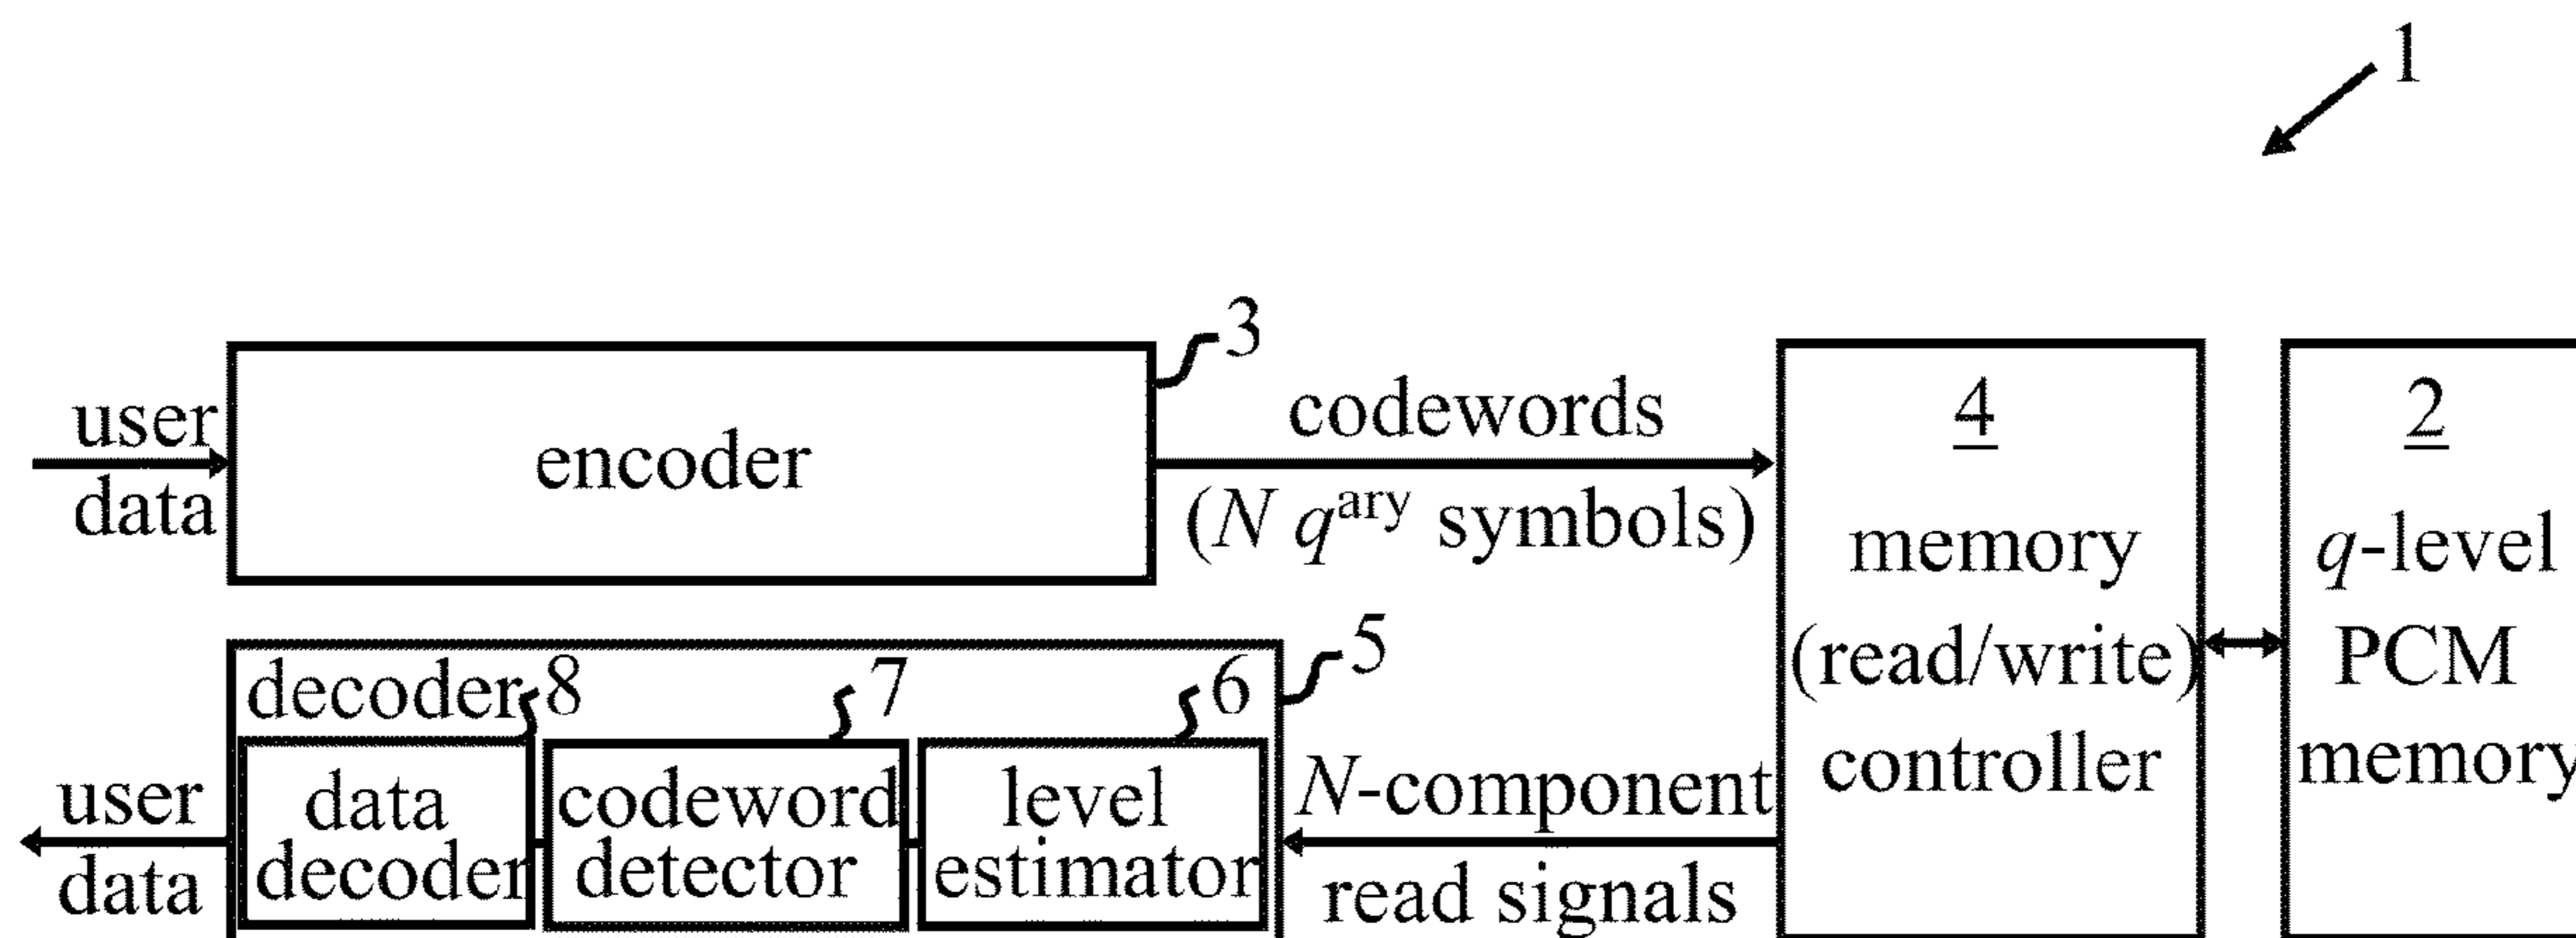 1
3
user
data
encoder
codewords
(N q^ary symbols)
4
memory
(read/write)
controller
2
q-level
PCM
memory
5
decoder
8
7
6
data
decoder
codeword
detector
level
estimator
user
data
N-component
read signals